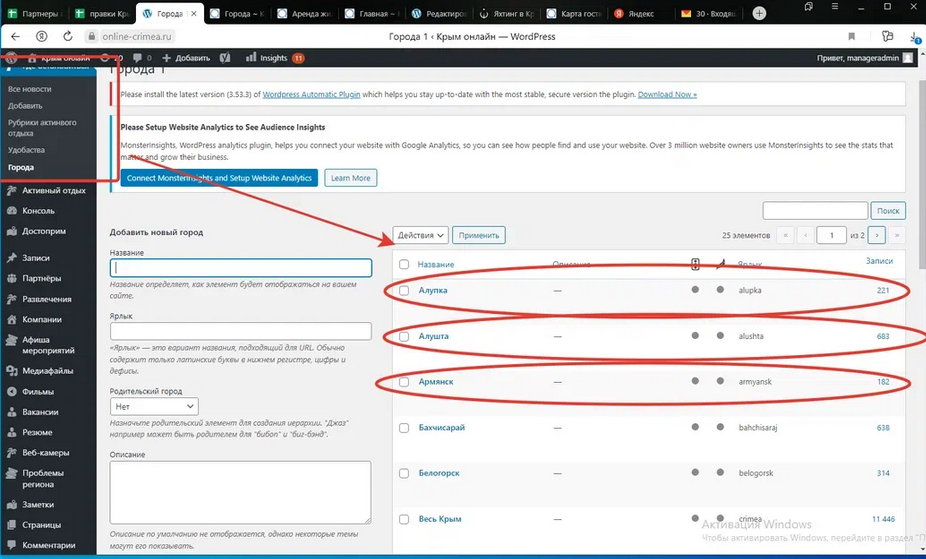 Партнеры
правки Кри
Города 1
Города ~ К
Аренда жи
Главная ~ 
Редактиро
Яхтинг в Кр
Карта гост
Яндекс
30 · Входящ
online-crimea.ru
Города 1 ‹ Крым онлайн — WordPress
Крым онлайн
20
0
Добавить
Insights
11
Привет, manageradmin
Все новости
Добавить
Рубрики активного
отдыха
Удобства
Города
Активный отдых
Консоль
Достоприм
Записи
Партнёры
Развлечения
Компании
Афиша
мероприятий
Медиафайлы
Фильмы
Вакансии
Резюме
Веб-камеры
Проблемы
региона
Заметки
Страницы
Комментарии
Города 1
Please install the latest version (3.53.3) of Wordpress Automatic Plugin which helps you stay up-to-date with the most stable, secure version the plugin. Download Now »
Please Setup Website Analytics to See Audience Insights
MonsterInsights, WordPress analytics plugin, helps you connect your website with Google Analytics, so you can see how people find and use your website. Over 3 million website owners use MonsterInsights to see the stats that
matter and grow their business.
Connect MonsterInsights and Setup Website Analytics
Learn More
Поиск
Добавить новый город
Название
Название определяет, как элемент будет отображаться на вашем
сайте.
Ярлык
«Ярлык» — это вариант названия, подходящий для URL. Обычно
содержит только латинские буквы в нижнем регистре, цифры и
дефисы.
Родительский город
Нет
Назначьте родительский элемент для создания иерархии. "Джаз"
например может быть родителем для "бибоп" и "биг-бэнд".
Описание
Описание по умолчанию не отображается, однако некоторые темы
могут его показывать.
Действия
Применить
25 элементов
«
‹
1
из 2
›
»
Название
Описание
Ярлык
Записи
Алупка — alupka 221
Алушта — alushta 683
Армянск — armyansk 182
Бахчисарай — bahchisaraj 638
Белогорск — belogorsk 314
Весь Крым — crimea 11 446
Активация Windows
Чтобы активировать Windows, перейдите в раздел "П